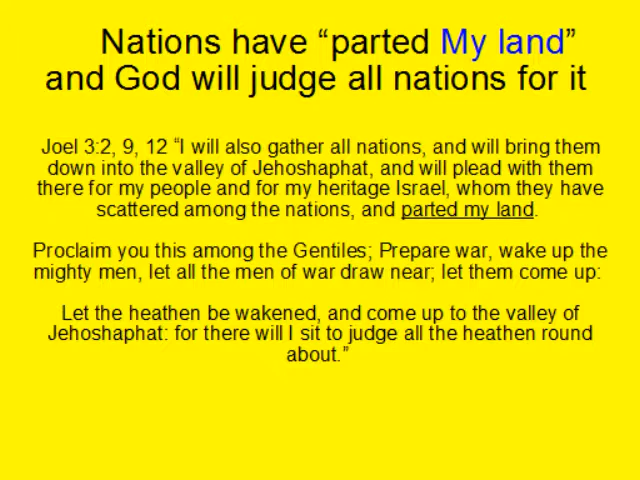 Nations have “parted My land”
and God will judge all nations for it
Joel 3:2, 9, 12 “I will also gather all nations, and will bring them
down into the valley of Jehoshaphat, and will plead with them
there for my people and for my heritage Israel, whom they have
scattered among the nations, and parted my land.
Proclaim you this among the Gentiles; Prepare war, wake up the
mighty men, let all the men of war draw near; let them come up:
Let the heathen be wakened, and come up to the valley of
Jehoshaphat: for there will I sit to judge all the heathen round
about.”